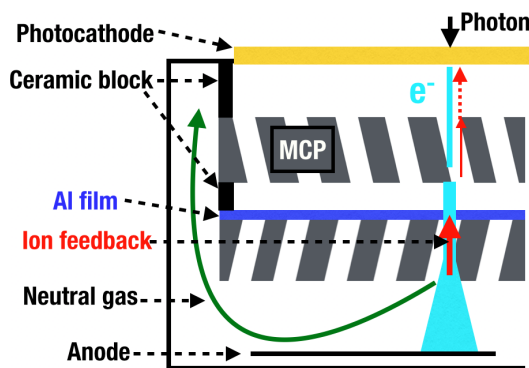 Photocathode
Photon
Ceramic block
e-
MCP
Al film
Ion feedback
Neutral gas
Anode